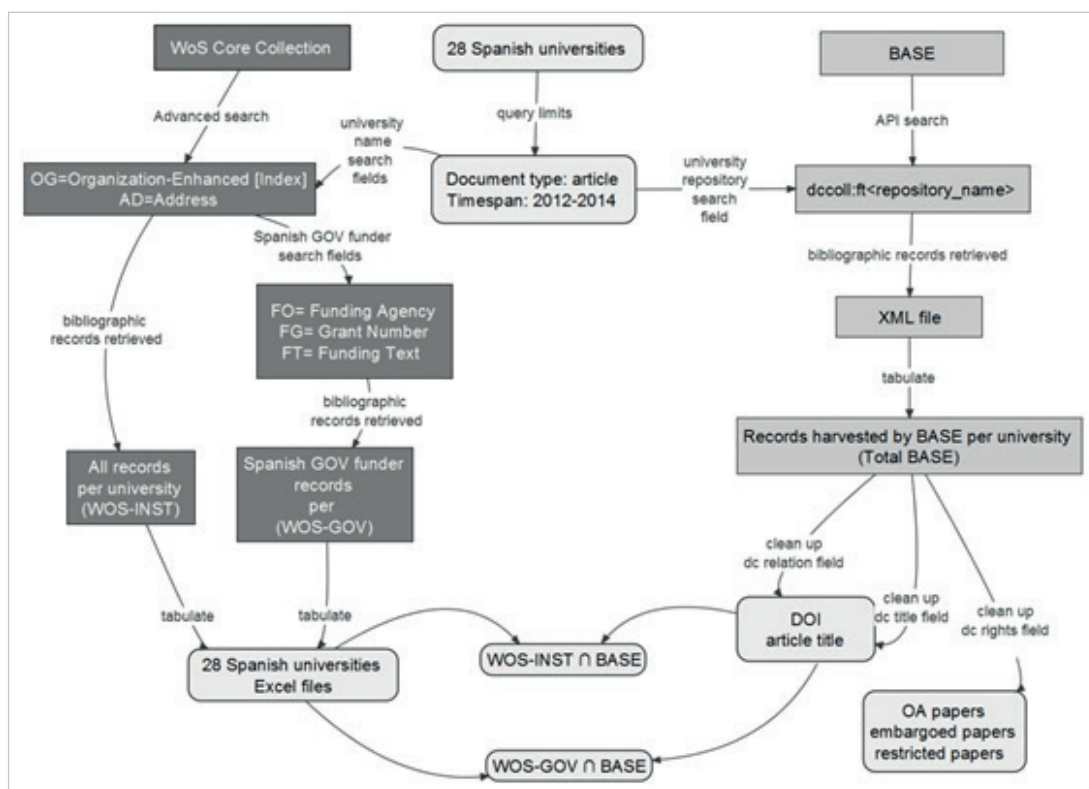 WoS Core Collection
28 Spanish universities
BASE
Advanced search
university
name
search
fields
query limits
API search
OG=Organization-Enhanced [Index]
AD=Address
Document type: article
Timespan: 2012-2014
university
repository
search
field
dccoll:ft<repository_name>
Spanish GOV funder
search fields
bibliographic records retrieved
bibliographic
records retrieved
FO= Funding Agency
FG= Grant Number
FT= Funding Text
XML file
tabulate
bibliographic
records retrieved
Records harvested by BASE per university
(Total BASE)
All records
per university
(WOS-INST)
Spanish GOV funder
records
per
(WOS-GOV)
clean up
dc relation field
clean up
dc title field
clean up
dc rights field
tabulate
tabulate
DOI
article title
28 Spanish universities
Excel files
WOS-INST ∩ BASE
OA papers
embargoed papers
restricted papers
WOS-GOV ∩ BASE